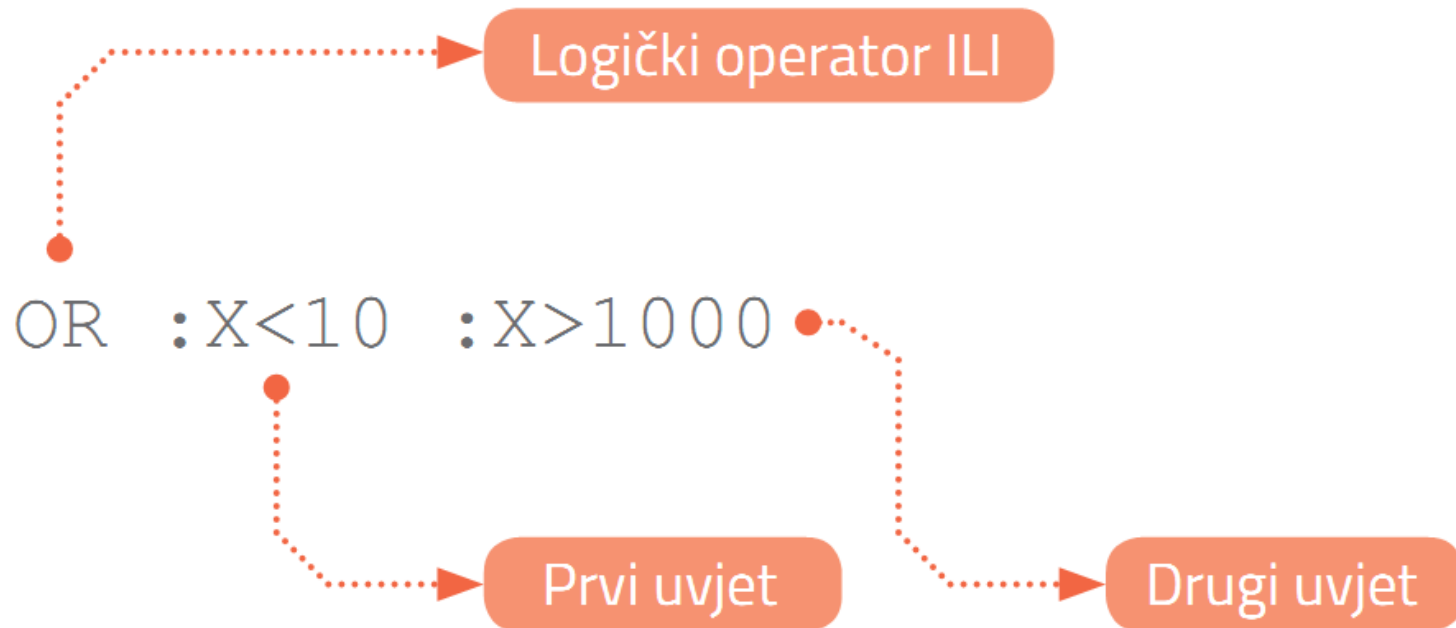 Logički operator ILI
OR :X<10 :X>1000
Prvi uvjet
Drugi uvjet